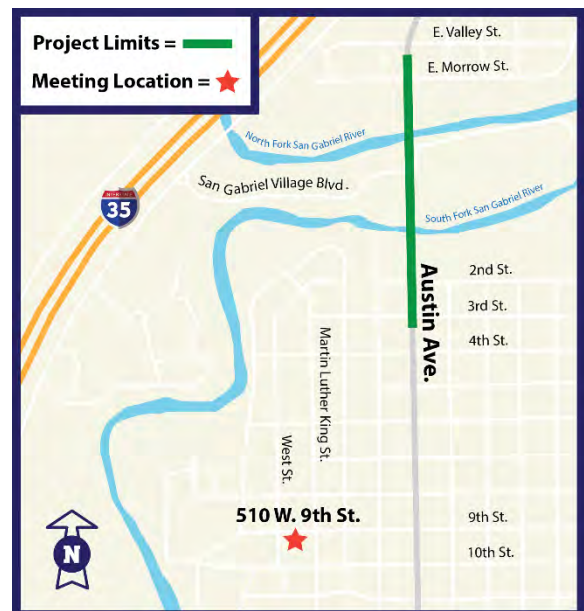 Project Limits =
Meeting Location =
E. Valley St.
E. Morrow St.
North Fork San Gabriel River
San Gabriel Village Blvd.
INTERSTATE
35
South Fork San Gabriel River
Austin Ave.
2nd St.
3rd St.
4th St.
Martin Luther King St.
West St.
510 W. 9th St.
9th St.
10th St.
N